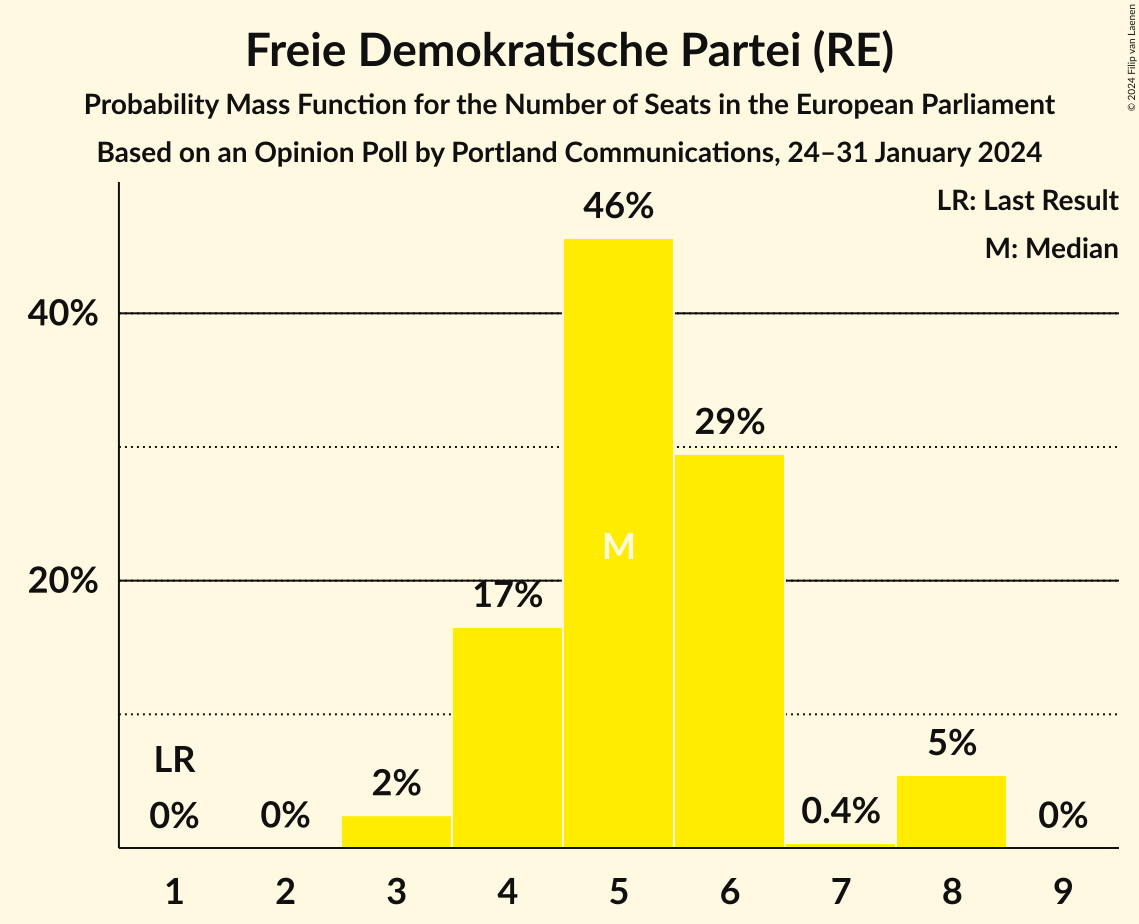 Freie Demokratische Partei (RE)
Probability Mass Function for the Number of Seats in the European Parliament
Based on an Opinion Poll by Portland Communications, 24–31 January 2024
© 2024 Filip van Laenen
LR: Last Result
M: Median
46%
40%
29%
M
20%
17%
LR
5%
2%
0.4%
0%
0%
0%
1 2 3 4 5 6 7 8 9